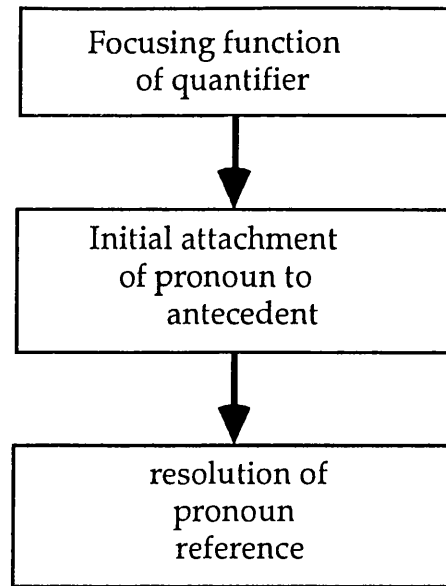 Focusing function
of quantifier
Initial attachment
of pronoun to
antecedent
resolution of
pronoun
reference